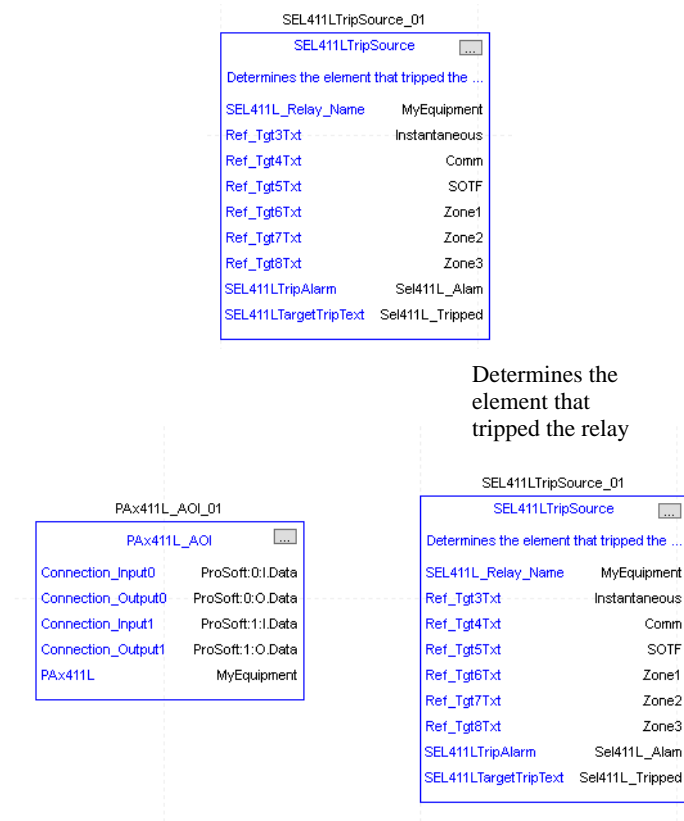 SEL411LTripSource_01
SEL411LTripSource ...
Determines the element that tripped the ...
SEL411L_Relay_Name MyEquipment
Ref_Tgt3Txt Instantaneous
Ref_Tgt4Txt Comm
Ref_Tgt5Txt SOTF
Ref_Tgt6Txt Zone1
Ref_Tgt7Txt Zone2
Ref_Tgt8Txt Zone3
SEL411LTripAlarm Sel411L_Alam
SEL411LTargetTripText Sel411L_Tripped
Determines the
element that
tripped the relay
PAx411L_AOI_01
PAx411L_AOI ...
Connection_Input0 ProSoft:0:I.Data
Connection_Output0 ProSoft:0:O.Data
Connection_Input1 ProSoft:1:I.Data
Connection_Output1 ProSoft:1:O.Data
PAx411L MyEquipment
SEL411LTripSource_01
SEL411LTripSource ...
Determines the element that tripped the ...
SEL411L_Relay_Name MyEquipment
Ref_Tgt3Txt Instantaneous
Ref_Tgt4Txt Comm
Ref_Tgt5Txt SOTF
Ref_Tgt6Txt Zone1
Ref_Tgt7Txt Zone2
Ref_Tgt8Txt Zone3
SEL411LTripAlarm Sel411L_Alam
SEL411LTargetTripText Sel411L_Tripped